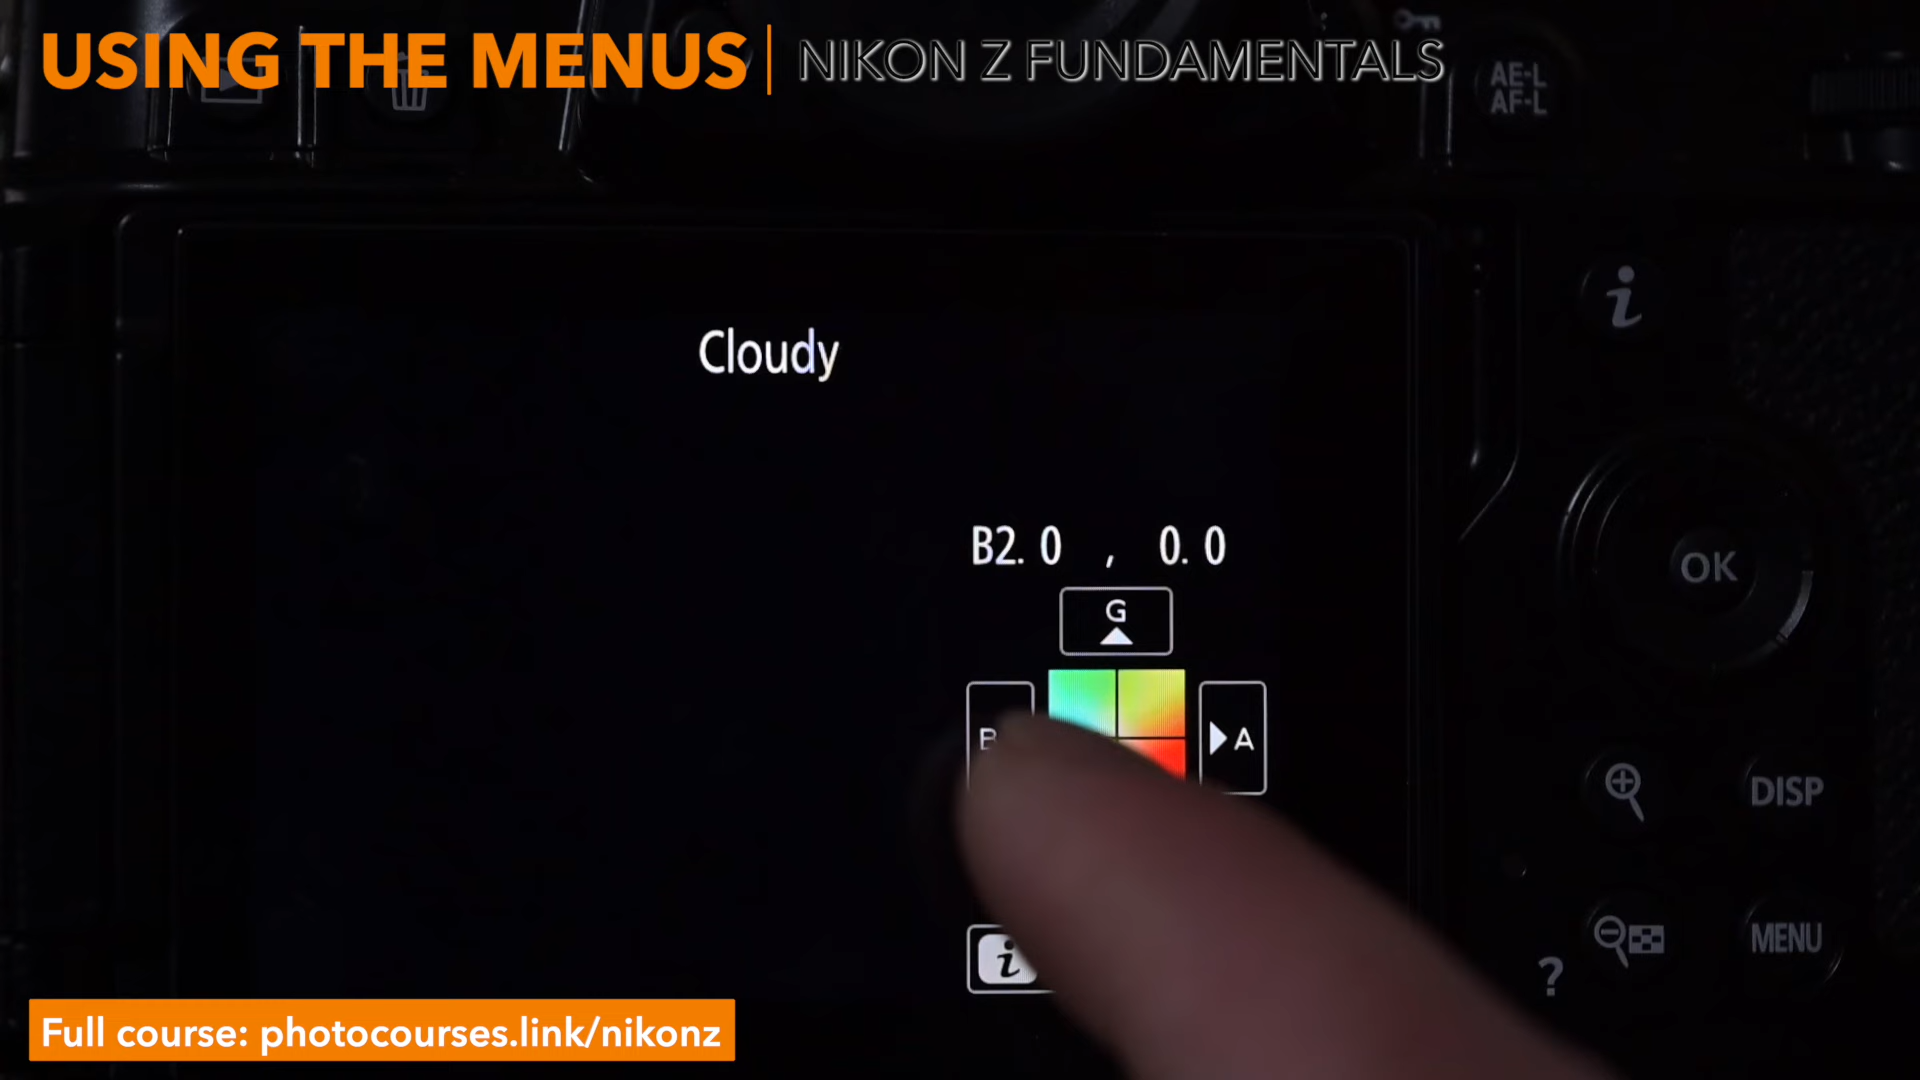 USING THE MENUS | NIKON Z FUNDAMENTALS
AE-L
AF-L
i
Cloudy
B2. 0 , 0. 0
G
B
A
OK
DISP
i
?
MENU
Full course: photocourses.link/nikonz